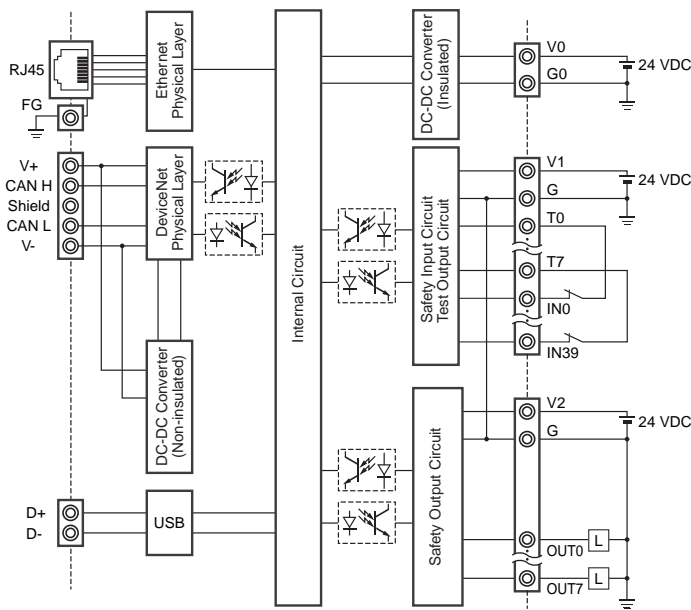 RJ45
FG
Ethernet
Physical Layer
V+
CAN H
Shield
CAN L
V-
DeviceNet
Physical Layer
DC-DC Converter
(Non-insulated)
D+
D-
USB
Internal Circuit
DC-DC Converter
(Insulated)
V0
G0
24 VDC
Safety Input Circuit
Test Output Circuit
V1
G
T0
T7
IN0
IN39
24 VDC
Safety Output Circuit
V2
G
24 VDC
OUT0
L
OUT7
L